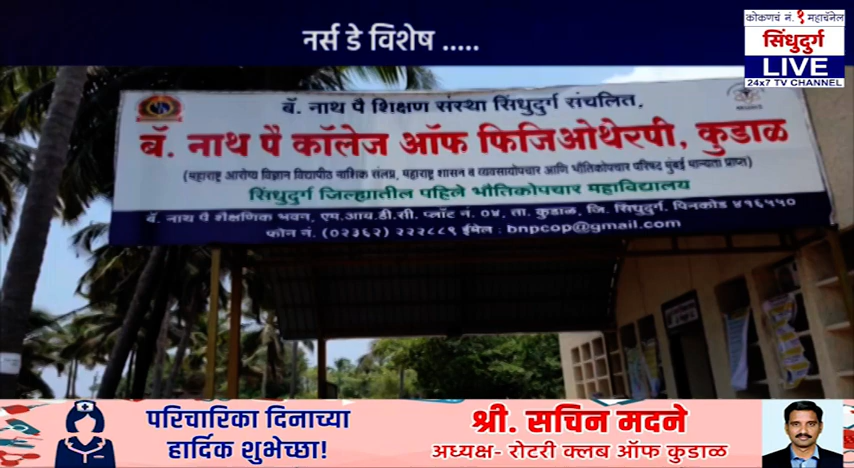 कोकणचं नं. १ महाचॅनेल
सिंधुदुर्ग
LIVE
24x7 TV CHANNEL
नर्स डे विशेष .....
बॅ. नाथ पै शिक्षण संस्था सिंधुदुर्ग संचलित,
बॅ. नाथ पै कॉलेज ऑफ फिजिओथेरपी, कुडाळ
(महाराष्ट्र आरोग्य विज्ञान विद्यापीठ नाशिक संलग्न, महाराष्ट्र शासन व व्यवसायोपचार आणि भौतिकोपचार परिषद मुंबई मान्यता प्राप्त)
सिंधुदुर्ग जिल्ह्यातील पहिले भौतिकोपचार महाविद्यालय
बॅ. नाथ पै शैक्षणिक भवन, एम.आय.डी.सी. प्लॉट नं. ०४, ता. कुडाळ, जि. सिंधुदुर्ग. पिनकोड ४१६५५०
फोन नं. (०२३६२) २२२८८९ ईमेल : bnpcop@gmail.com
परिचारिका दिनाच्या
हार्दिक शुभेच्छा!
श्री. सचिन मदने
अध्यक्ष- रोटरी क्लब ऑफ कुडाळ